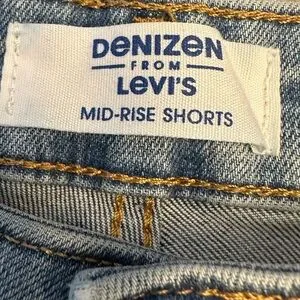 DENIZEN
FROM
LEVI'S
MID-RISE SHORTS